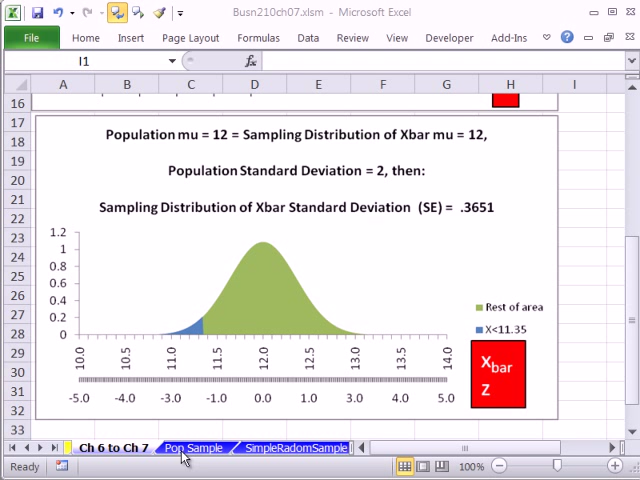 Busn210ch07.xlsm - Microsoft Excel
File Home Insert Page Layout Formulas Data Review View Developer Add-Ins
I1 fx
A B C D E F G H I
16
17
18 Population mu = 12 = Sampling Distribution of Xbar mu = 12,
19
20 Population Standard Deviation = 2, then:
21
22 Sampling Distribution of Xbar Standard Deviation (SE) = .3651
23 1.2
24 1
25 0.8
26 0.6
27 0.4
0.2 Rest of area
28 0 X<11.35
29 10.0 10.5 11.0 11.5 12.0 12.5 13.0 13.5 14.0
30 Xbar
31 -5.0 -4.0 -3.0 -1.0 0.0 1.0 3.0 4.0 5.0 Z
32
33
Ch 6 to Ch 7 Pop Sample SimpleRadomSample
Ready 100%